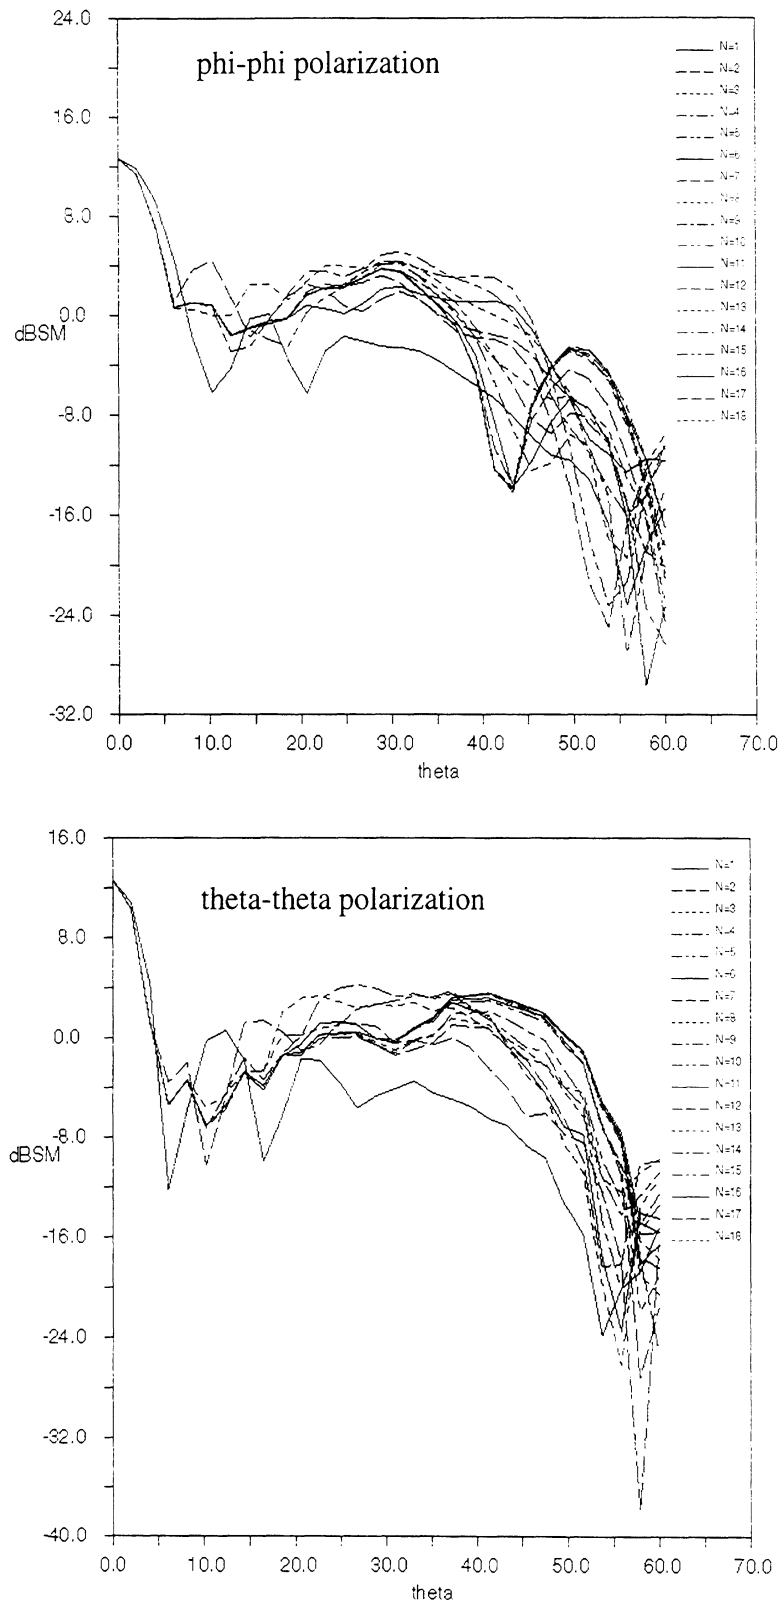 24.0
phi-phi polarization
16.0
8.0
0.0
dBSM
-8.0
-16.0
-24.0
-32.0
0.0 10.0 20.0 30.0 40.0 50.0 60.0 70.0
theta
N=1
N=2
N=3
N=4
N=5
N=6
N=7
N=8
N=9
N=10
N=11
N=12
N=13
N=14
N=15
N=16
N=17
N=18
16.0
theta-theta polarization
8.0
0.0
-8.0
dBSM
-16.0
-24.0
-32.0
-40.0
0.0 10.0 20.0 30.0 40.0 50.0 60.0 70.0
theta
N=1
N=2
N=3
N=4
N=5
N=6
N=7
N=8
N=9
N=10
N=11
N=12
N=13
N=14
N=15
N=16
N=17
N=18